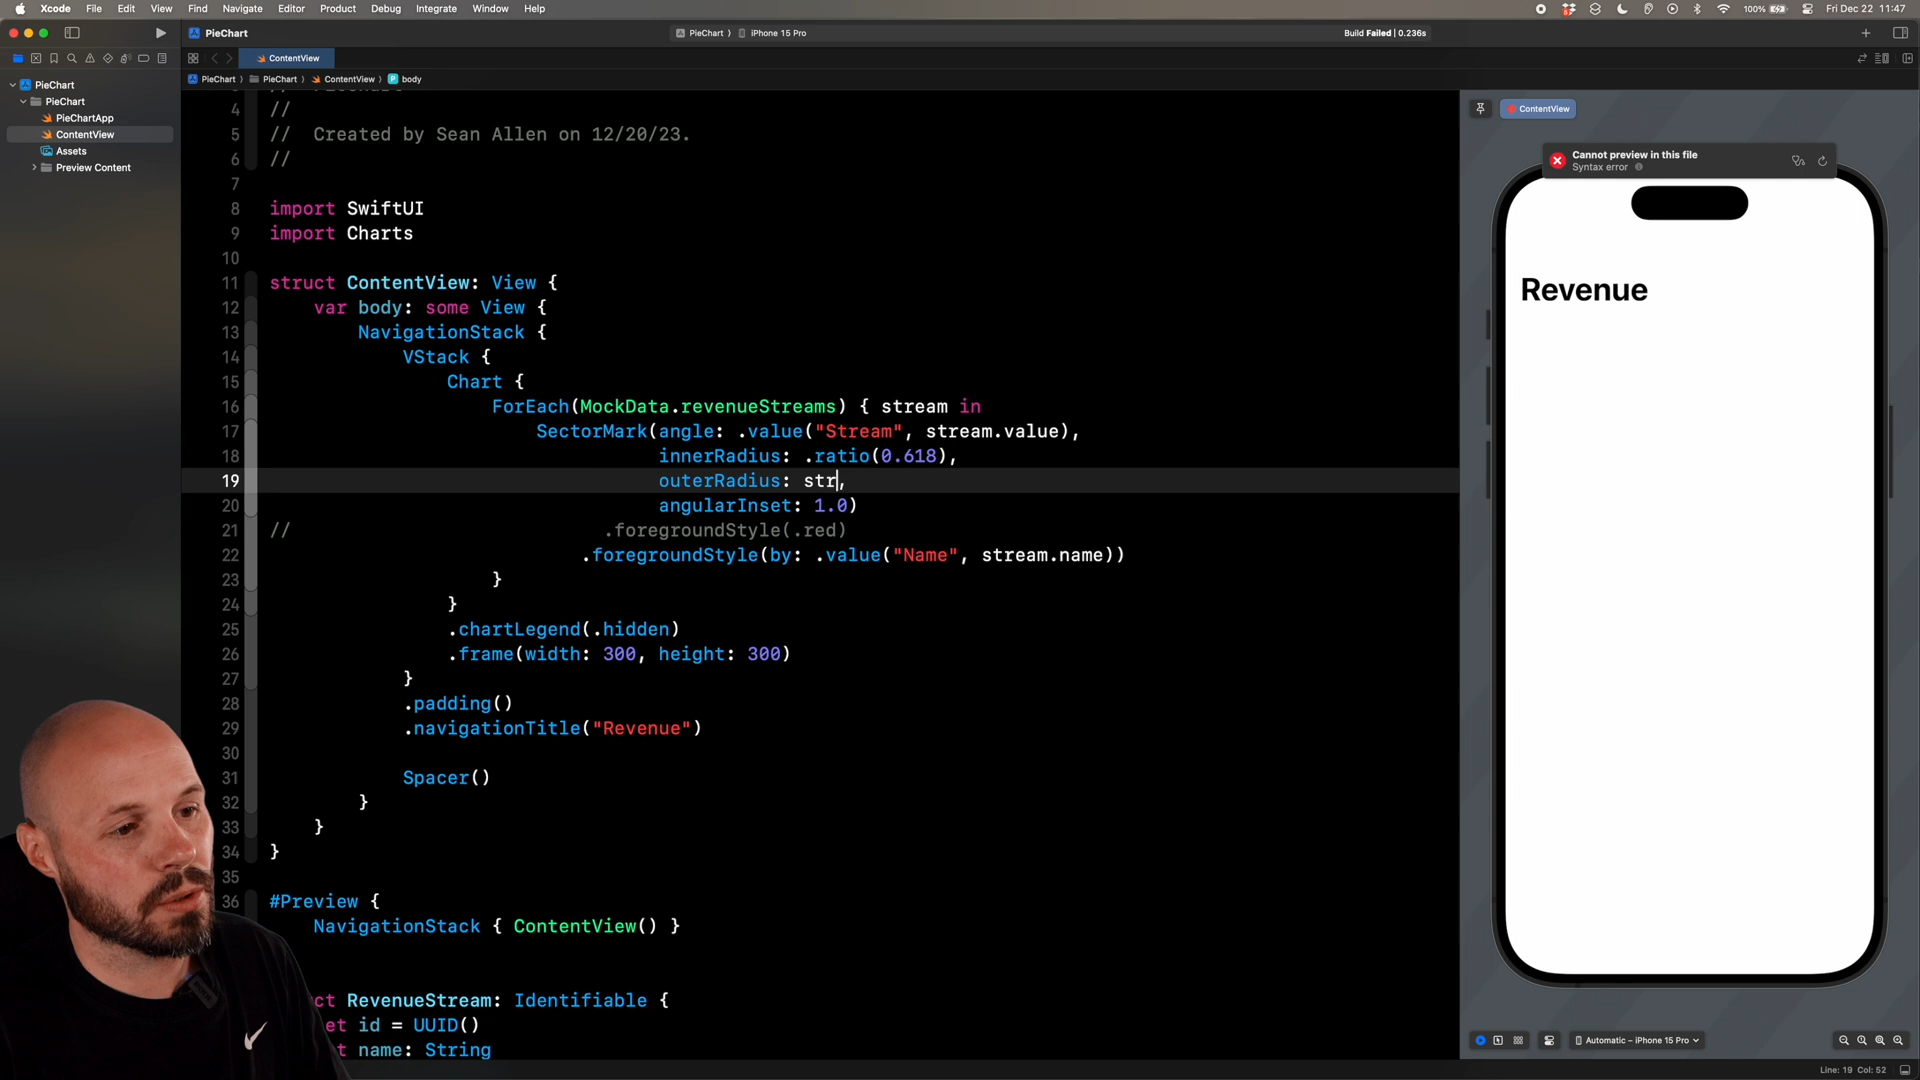 Xcode File Edit View Find Navigate Editor Product Debug Integrate Window Help
100% Fri Dec 22 11:47
PieChart
PieChart 〉 iPhone 15 Pro
Build Failed | 0.236s
ContentView
PieChart 〉 PieChart 〉 ContentView 〉 P body
PieChart
PieChart
PieChartApp
ContentView
Assets
Preview Content
4 //
5 // Created by Sean Allen on 12/20/23.
6 //
7
8 import SwiftUI
9 import Charts
10
11 struct ContentView: View {
12 var body: some View {
13 NavigationStack {
14 VStack {
15 Chart {
16 ForEach(MockData.revenueStreams) { stream in
17 SectorMark(angle: .value("Stream", stream.value),
18 innerRadius: .ratio(0.618),
19 outerRadius: str,
20 angularInset: 1.0)
21 // .foregroundStyle(.red)
22 .foregroundStyle(by: .value("Name", stream.name))
23 }
24 }
25 .chartLegend(.hidden)
26 .frame(width: 300, height: 300)
27 }
28 .padding()
29 .navigationTitle("Revenue")
30
31 Spacer()
32 }
33 }
34 }
35
36 #Preview {
NavigationStack { ContentView() }
ct RevenueStream: Identifiable {
et id = UUID()
t name: String
ContentView
Cannot preview in this file
Syntax error
Revenue
Automatic – iPhone 15 Pro
Line: 19 Col: 52